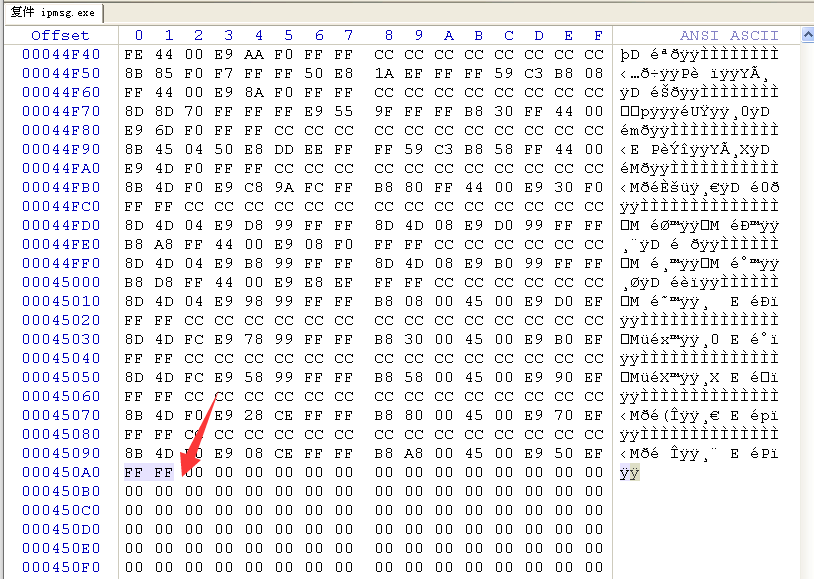 复件 ipmsg.exe
Offset 0 1 2 3 4 5 6 7 8 9 A B C D E F ANSI ASCII
00044F40 FE 44 00 E9 AA F0 FF FF CC CC CC CC CC CC CC CC þD éªðÿÿÌÌÌÌÌÌÌÌ
00044F50 8B 85 F0 F7 FF FF 50 E8 1A EF FF FF 59 C3 B8 08 ‹…ð÷ÿÿPè ïÿÿYÃ¸
00044F60 FF 44 00 E9 8A F0 FF FF CC CC CC CC CC CC CC CC ÿD éŠðÿÿÌÌÌÌÌÌÌÌ
00044F70 8D 8D 70 FF FF FF E9 55 9F FF FF B8 30 FF 44 00 □□pÿÿÿéUŸÿÿ¸0ÿD
00044F80 E9 6D F0 FF FF CC CC CC CC CC CC CC CC CC CC CC émðÿÿÌÌÌÌÌÌÌÌÌÌÌ
00044F90 8B 45 04 50 E8 DD EE FF FF 59 C3 B8 58 FF 44 00 ‹E PèÝîÿÿYÃ¸XÿD
00044FA0 E9 4D F0 FF FF CC CC CC CC CC CC CC CC CC CC CC éMðÿÿÌÌÌÌÌÌÌÌÌÌÌ
00044FB0 8B 4D F0 E9 C8 9A FC FF B8 80 FF 44 00 E9 30 F0 ‹MðéÈšüÿ¸€ÿD é0ð
00044FC0 FF FF CC CC CC CC CC CC CC CC CC CC CC CC CC CC ÿÿÌÌÌÌÌÌÌÌÌÌÌÌÌÌ
00044FD0 8D 4D 04 E9 D8 99 FF FF 8D 4D 08 E9 D0 99 FF FF □M éØ™ÿÿ□M éÐ™ÿÿ
00044FE0 B8 A8 FF 44 00 E9 08 F0 FF FF CC CC CC CC CC CC ¸¨ÿD é ðÿÿÌÌÌÌÌÌ
00044FF0 8D 4D 04 E9 B8 99 FF FF 8D 4D 08 E9 B0 99 FF FF □M é¸™ÿÿ□M é°™ÿÿ
00045000 B8 D8 FF 44 00 E9 E8 EF FF FF CC CC CC CC CC CC ¸ØÿD éèïÿÿÌÌÌÌÌÌ
00045010 8D 4D 04 E9 98 99 FF FF B8 08 00 45 00 E9 D0 EF □M é˜™ÿÿ¸  E éÐï
00045020 FF FF CC CC CC CC CC CC CC CC CC CC CC CC CC CC ÿÿÌÌÌÌÌÌÌÌÌÌÌÌÌÌ
00045030 8D 4D FC E9 78 99 FF FF B8 30 00 45 00 E9 B0 EF □Müéx™ÿÿ¸0 E é°ï
00045040 FF FF CC CC CC CC CC CC CC CC CC CC CC CC CC CC ÿÿÌÌÌÌÌÌÌÌÌÌÌÌÌÌ
00045050 8D 4D FC E9 58 99 FF FF B8 58 00 45 00 E9 90 EF □MüéX™ÿÿ¸X E é□ï
00045060 FF FF CC CC CC CC CC CC CC CC CC CC CC CC CC CC ÿÿÌÌÌÌÌÌÌÌÌÌÌÌÌÌ
00045070 8B 4D F0 E9 28 CE FF FF B8 80 00 45 00 E9 70 EF ‹Mðé(Îÿÿ¸€ E épï
00045080 FF FF CC CC CC CC CC CC CC CC CC CC CC CC CC CC ÿÿÌÌÌÌÌÌÌÌÌÌÌÌÌÌ
00045090 8B 4D F0 E9 08 CE FF FF B8 A8 00 45 00 E9 50 EF ‹Mðé Îÿÿ¸¨ E éPï
000450A0 FF FF 00 00 00 00 00 00 00 00 00 00 00 00 00 00 ÿÿ
000450B0 00 00 00 00 00 00 00 00 00 00 00 00 00 00 00 00
000450C0 00 00 00 00 00 00 00 00 00 00 00 00 00 00 00 00
000450D0 00 00 00 00 00 00 00 00 00 00 00 00 00 00 00 00
000450E0 00 00 00 00 00 00 00 00 00 00 00 00 00 00 00 00
000450F0 00 00 00 00 00 00 00 00 00 00 00 00 00 00 00 00